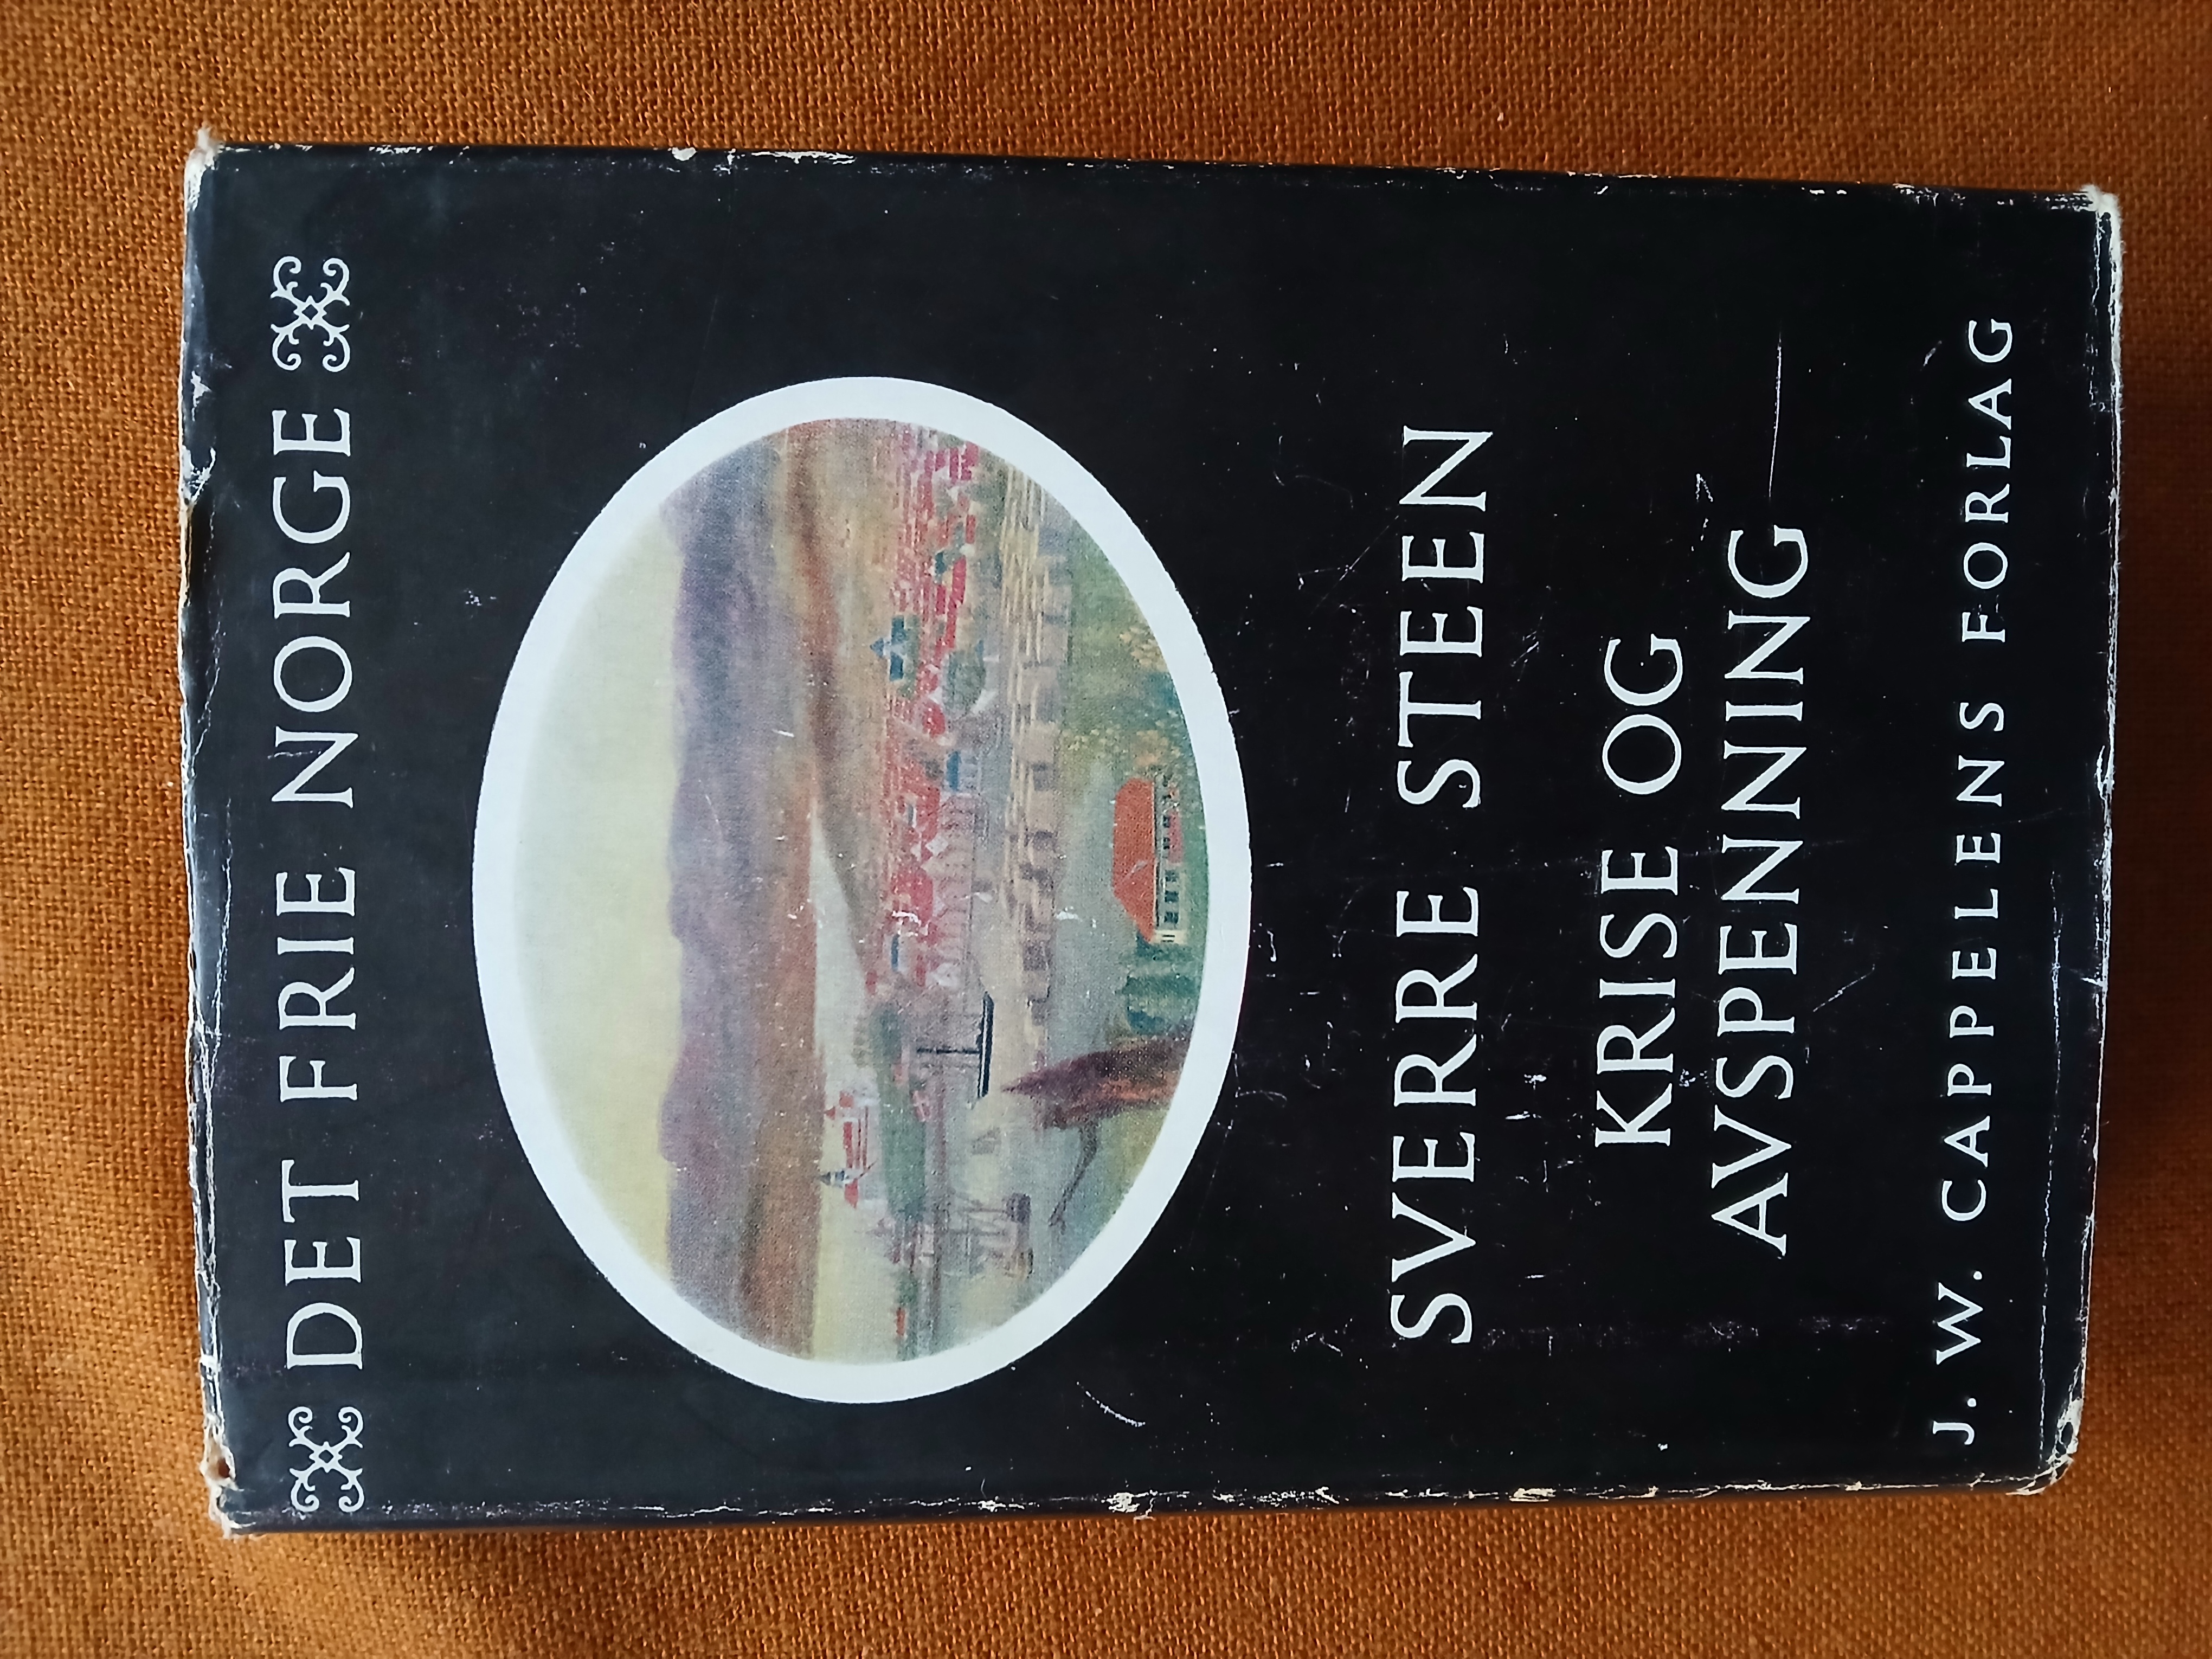 DET FRIE NORGE
SVERRE STEEN
KRISE OG
AVSPENNING
J. W. CAPPELENS FORLAG